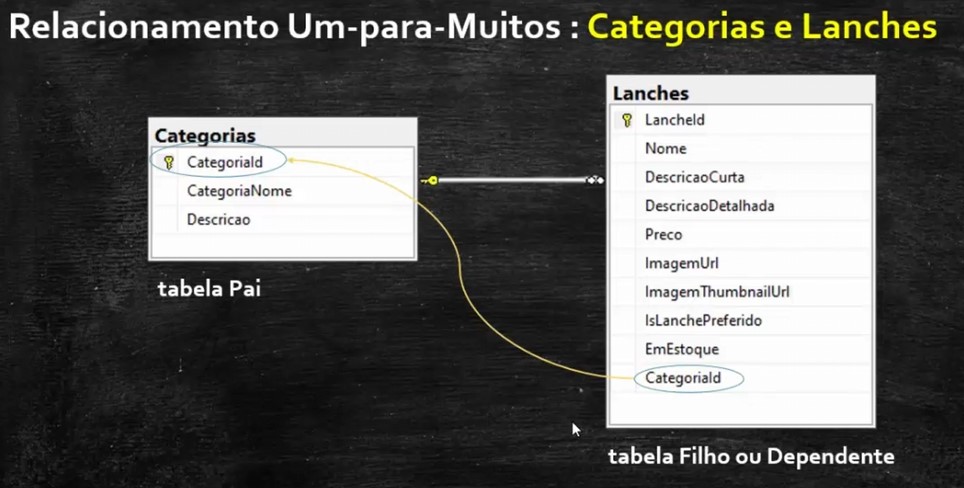 Relacionamento Um-para-Muitos : Categorias e Lanches
Categorias
CategoriaId
CategoriaNome
Descricao
tabela Pai
Lanches
LancheId
Nome
DescricaoCurta
DescricaoDetalhada
Preco
ImagemUrl
ImagemThumbnailUrl
IsLanchePreferido
EmEstoque
CategoriaId
tabela Filho ou Dependente